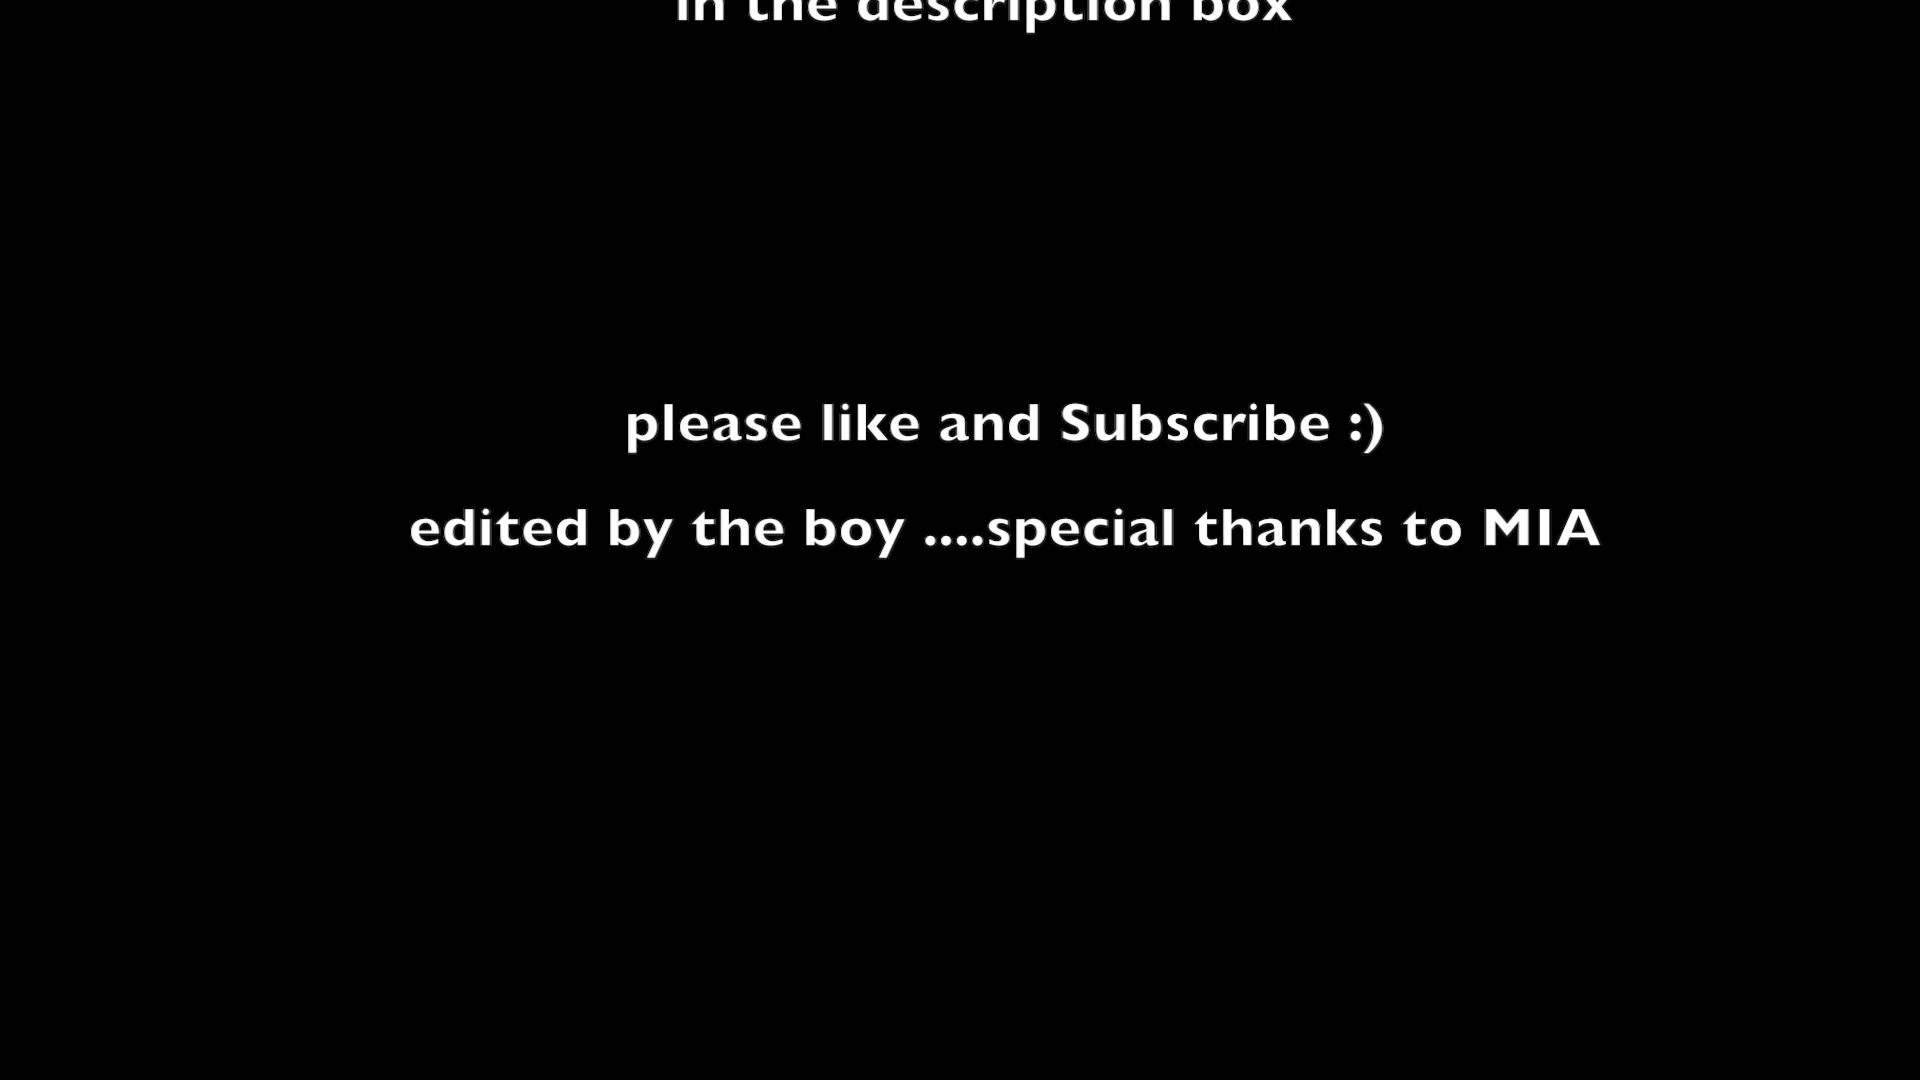 in the description box
please like and Subscribe :)
edited by the boy ....special thanks to MIA